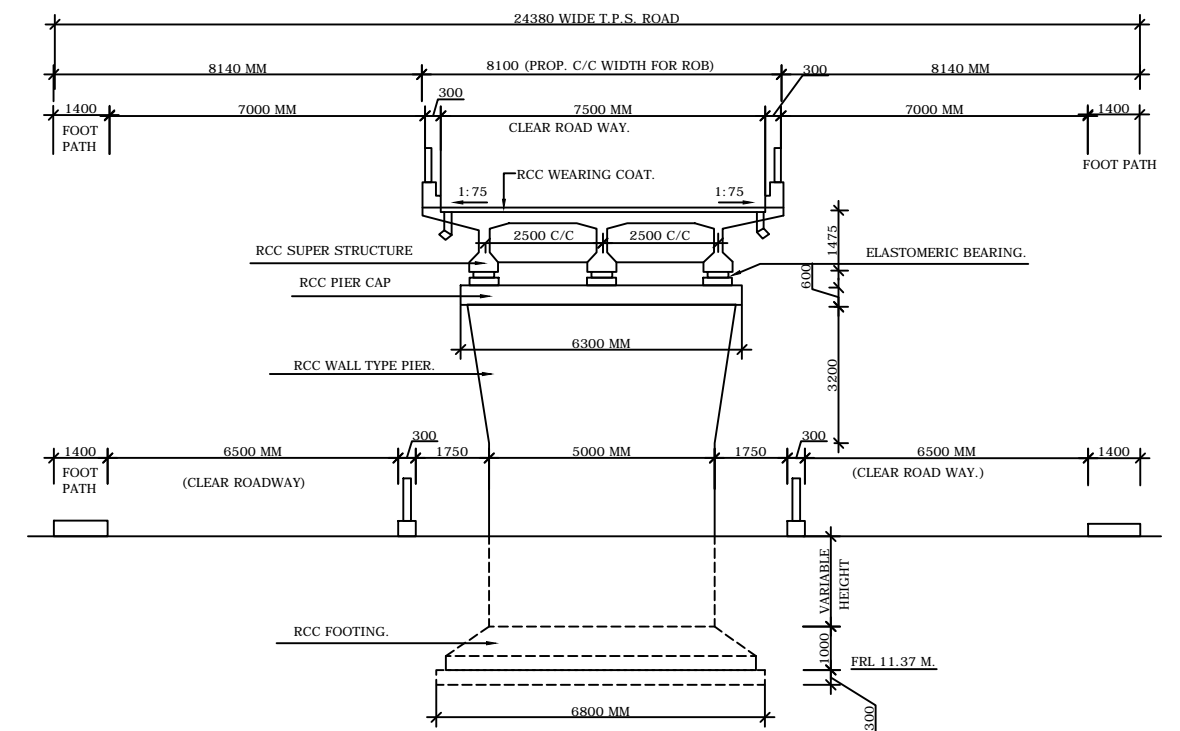 24380 WIDE T.P.S. ROAD
8140 MM
8100 (PROP. C/C WIDTH FOR ROB)
8140 MM
300
300
1400
7000 MM
7500 MM
7000 MM
1400
FOOT
PATH
CLEAR ROAD WAY.
FOOT PATH
RCC WEARING COAT.
1:75
1:75
2500 C/C
2500 C/C
RCC SUPER STRUCTURE
ELASTOMERIC BEARING.
1475
600
RCC PIER CAP
6300 MM
RCC WALL TYPE PIER.
3200
300
300
1400
6500 MM
1750
5000 MM
1750
6500 MM
1400
FOOT
PATH
(CLEAR ROADWAY)
(CLEAR ROAD WAY.)
VARIABLE
HEIGHT
RCC FOOTING.
1000
FRL 11.37 M.
6800 MM
300